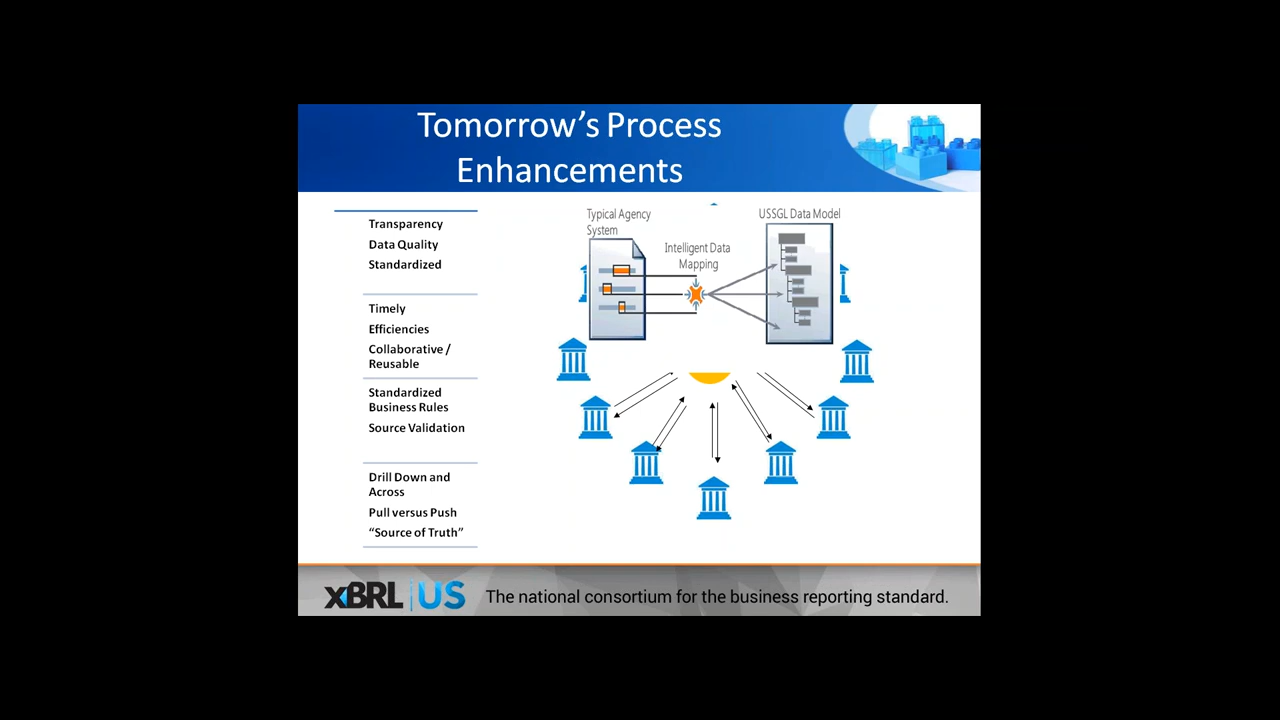 Tomorrow’s Process
Enhancements
Transparency
Data Quality
Standardized
Timely
Efficiencies
Collaborative /
Reusable
Standardized
Business Rules
Source Validation
Drill Down and
Across
Pull versus Push
“Source of Truth”
Typical Agency
System
Intelligent Data
Mapping
USSGL Data Model
XBRL US
The national consortium for the business reporting standard.